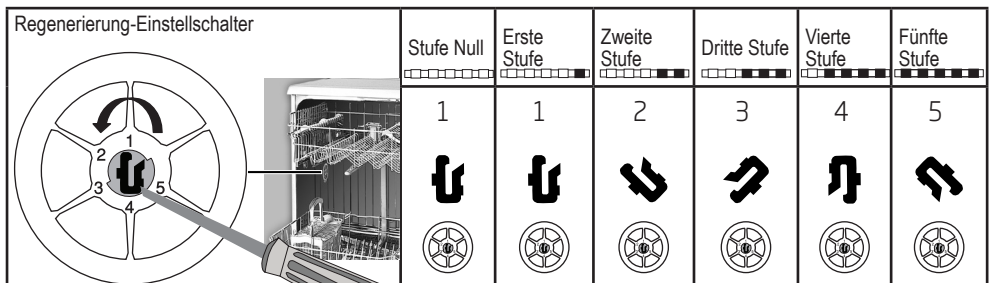 Regenerierung-Einstellschalter
1
2
3
5
4
Stufe Null
Erste
Stufe
Zweite
Stufe
Dritte Stufe
Vierte
Stufe
Fünfte
Stufe
1
1
2
3
4
5